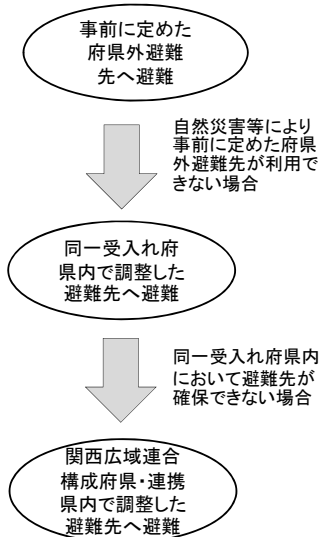 事前に定めた
府県外避難
先へ避難
自然災害等により
事前に定めた府県
外避難先が利用で
きない場合
同一受入れ府
県内で調整した
避難先へ避難
同一受入れ府県内
において避難先が
確保できない場合
関西広域連合
構成府県・連携
県内で調整した
避難先へ避難